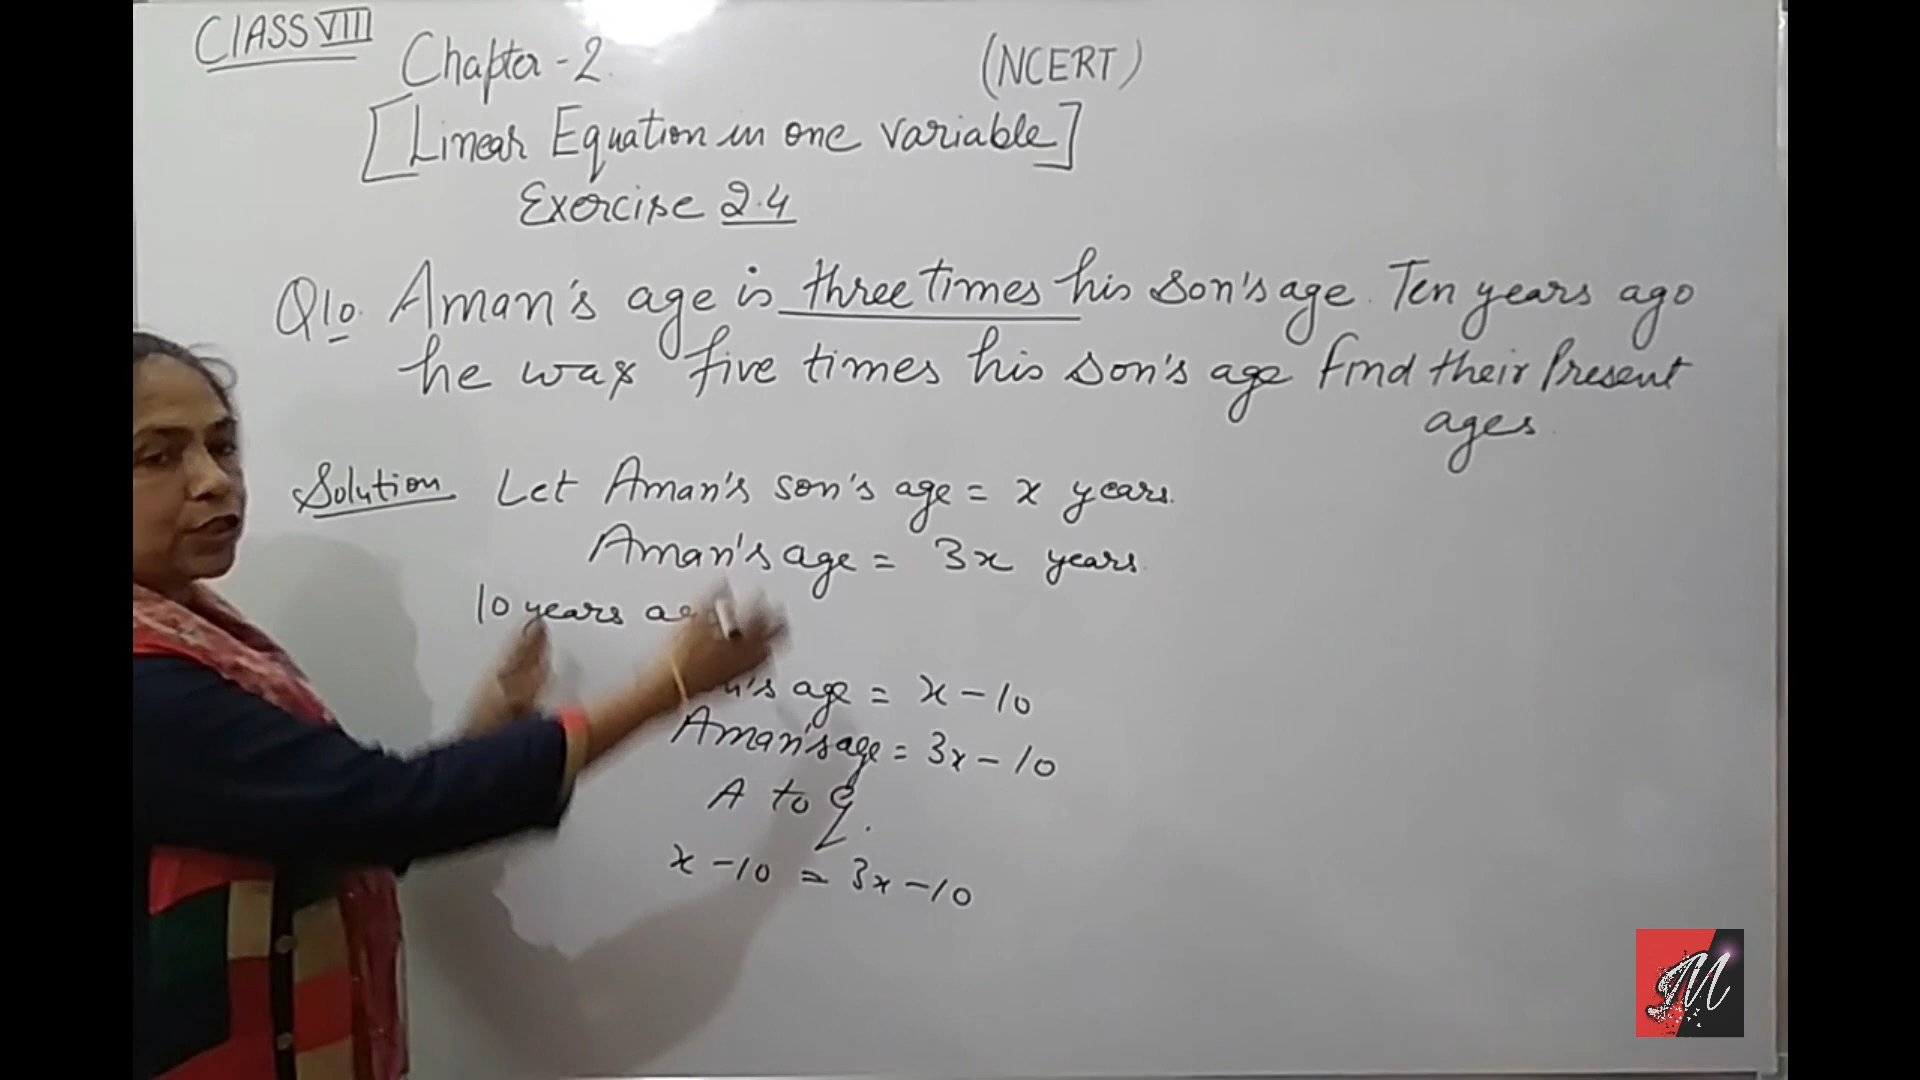 CLASS VIII
Chapter - 2. (NCERT)
[Linear Equation in one variable]
Exercise 2.4
Q10. Aman's age is three times his son's age. Ten years ago
he was five times his son's age Find their Present
ages.
Solution Let Aman's son's age = x years.
Aman's age = 3x years.
10 years
age = x - 10
Aman's age = 3x - 10
A to Q.
x - 10 = 3x - 10
M